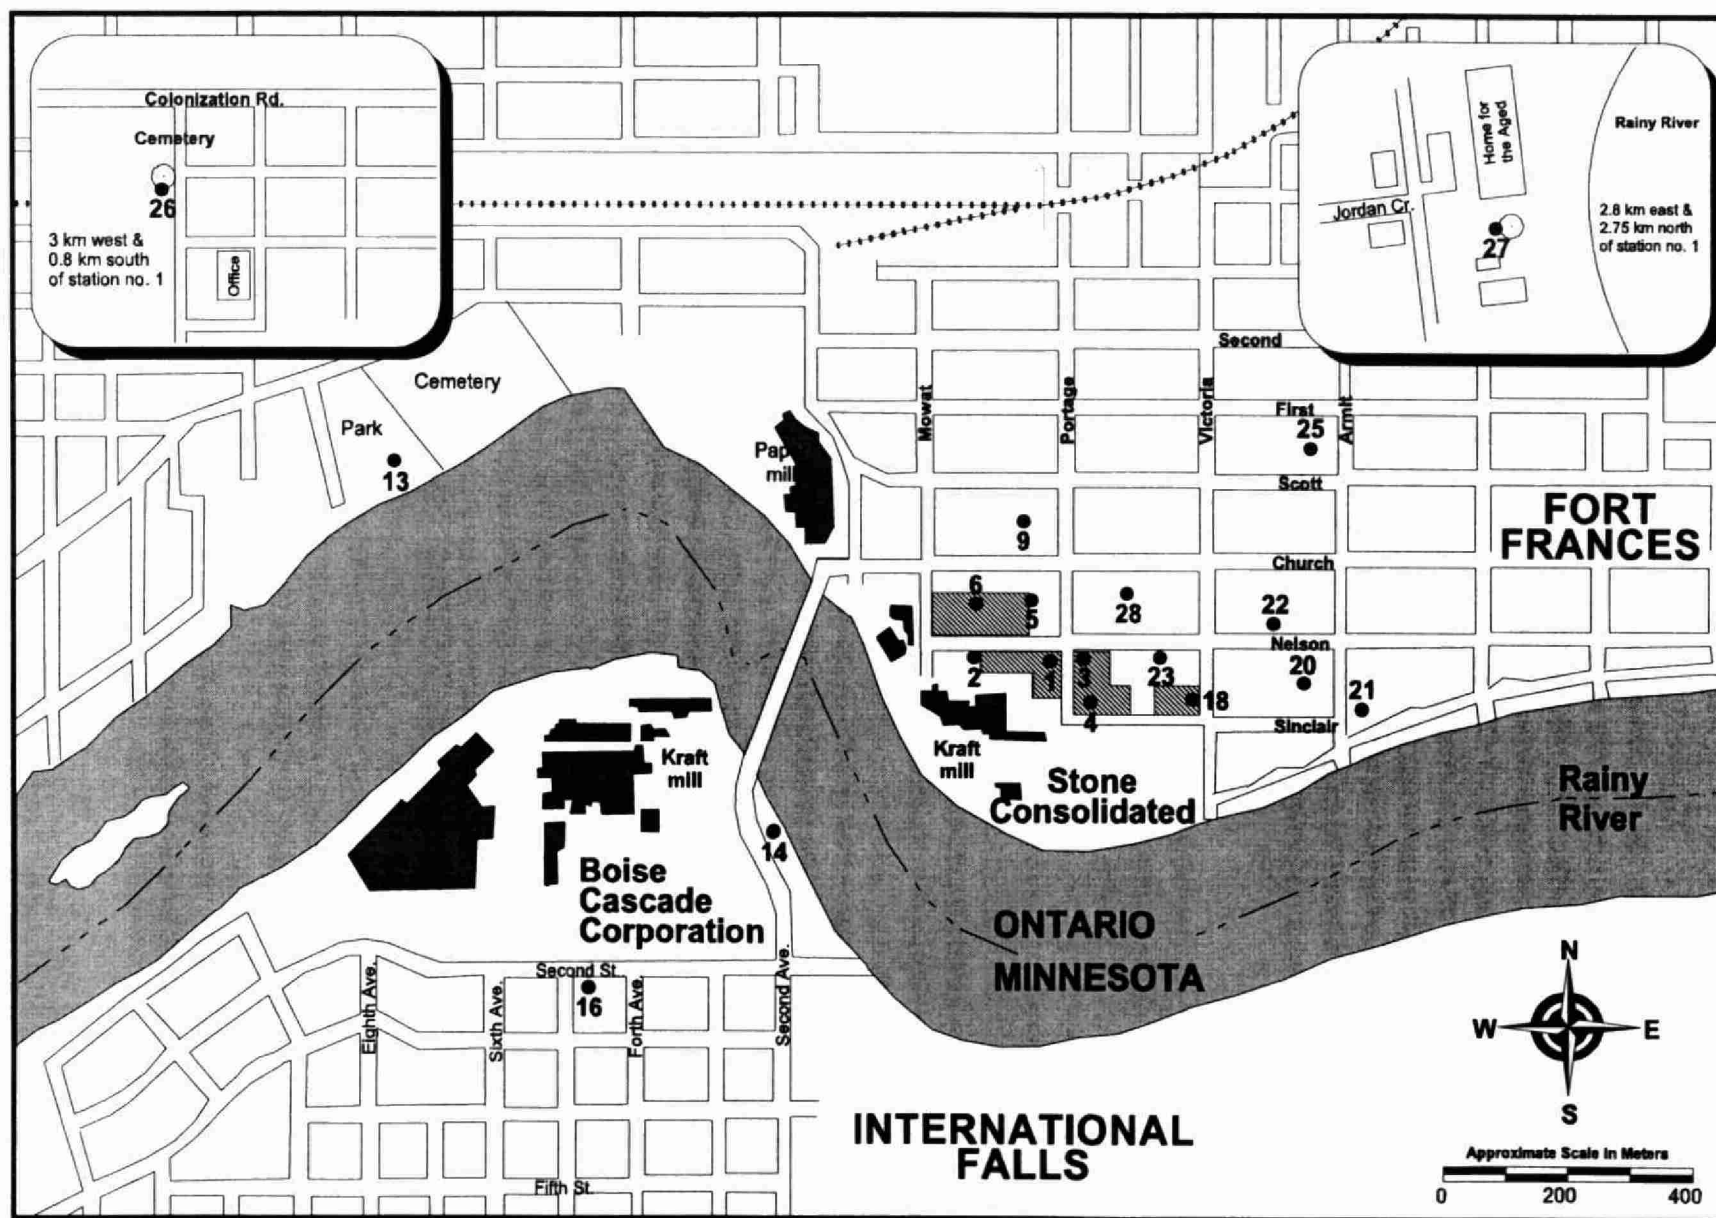 Colonization Rd.
Cemetery
26
3 km west &
0.8 km south
of station no. 1
Office
Home for
the Aged
Rainy River
Jordan Cr.
27
2.8 km east &
2.75 km north
of station no. 1
Second
Cemetery
Park
13
Paper
mill
Mowat
Portage
Victoria
Armit
First
25
Scott
9
FORT
FRANCES
Church
6
5
28
22
Nelson
2
1
3
23
20
18
21
4
Sinclair
Kraft
mill
Kraft
mill
Stone
Consolidated
Rainy
River
14
Boise
Cascade
Corporation
ONTARIO
MINNESOTA
Second St.
16
Eighth Ave.
Sixth Ave.
Forth Ave.
Second Ave.
Fifth St.
INTERNATIONAL
FALLS
N
W
E
S
Approximate Scale in Meters
0 200 400